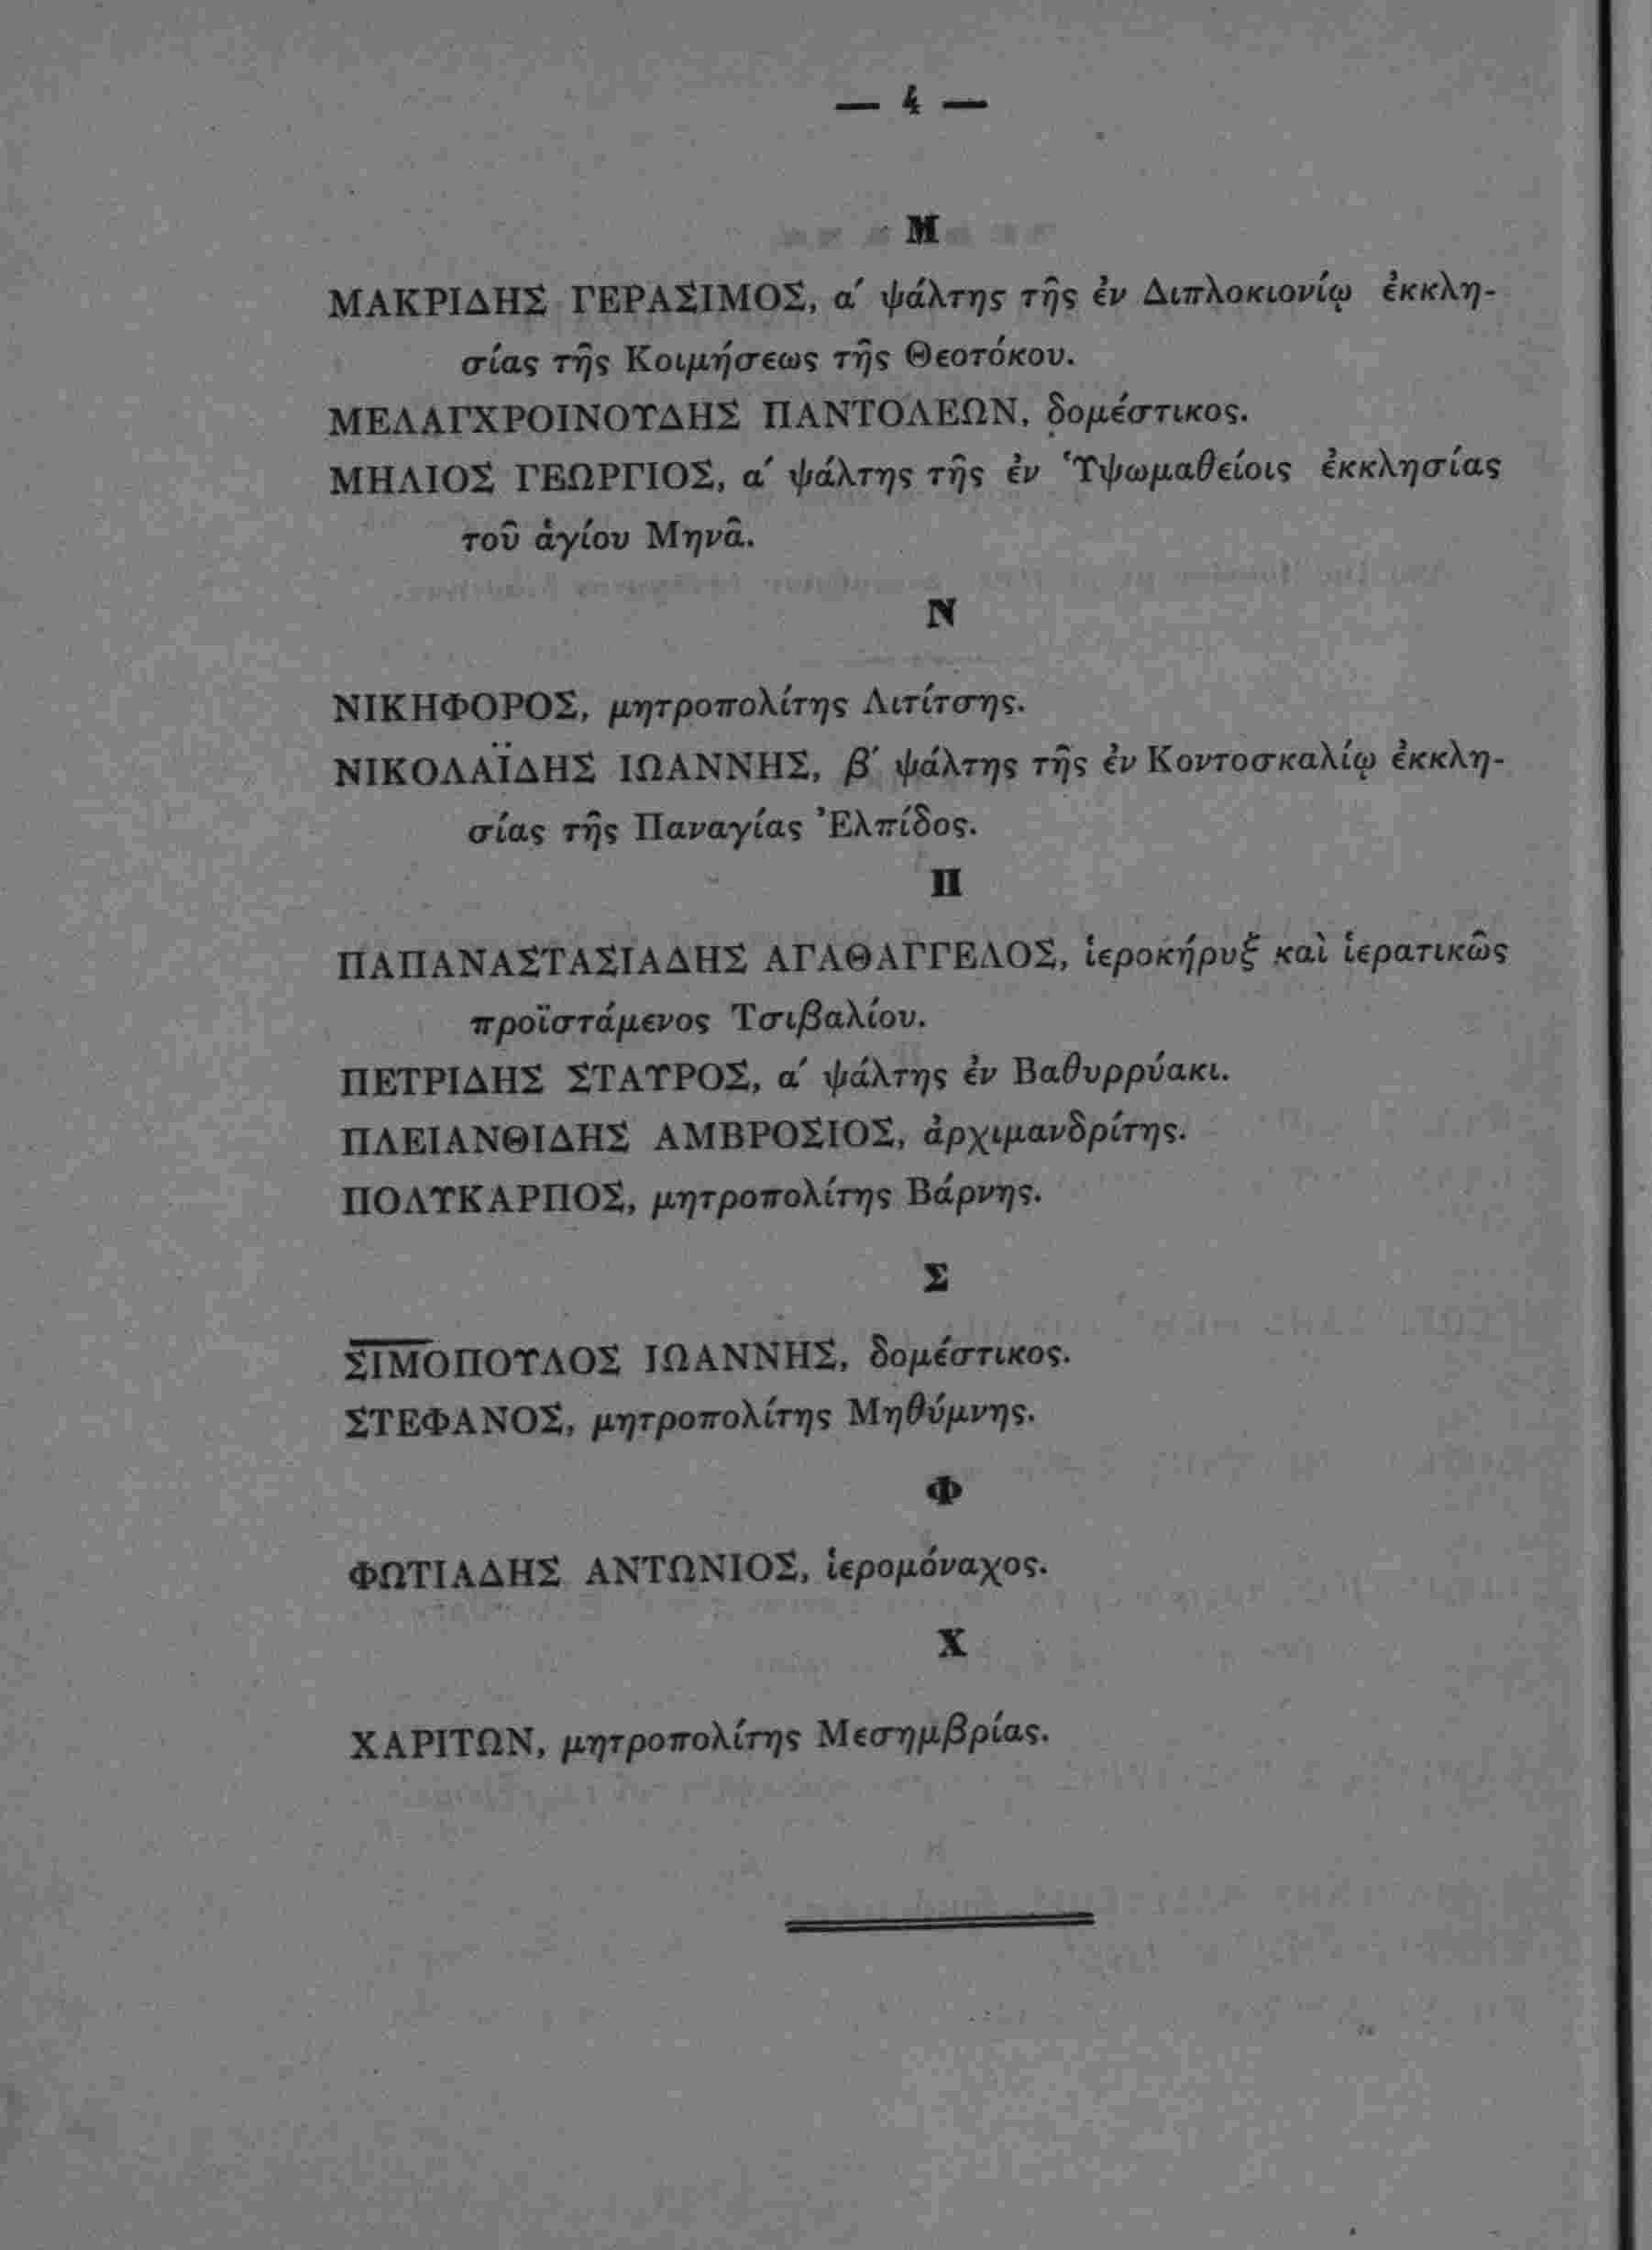 — 4 —
Μ
ΜΑΚΡΙΔΗΣ ΓΕΡΑΣΙΜΟΣ, α΄ ψάλτης τῆς ἐν Διπλοκιονίῳ ἐκκλη-
σίας τῆς Κοιμήσεως τῆς Θεοτόκου.
ΜΕΛΑΓΧΡΟΙΝΟΥΔΗΣ ΠΑΝΤΟΛΕΩΝ, δομέστικος.
ΜΗΛΙΟΣ ΓΕΩΡΓΙΟΣ, α΄ ψάλτης τῆς ἐν Ὑψωμαθείοις ἐκκλησίας
τοῦ ἁγίου Μηνᾶ.
Ν
ΝΙΚΗΦΟΡΟΣ, μητροπολίτης Λιτίτσης.
ΝΙΚΟΛΑΪΔΗΣ ΙΩΑΝΝΗΣ, β΄ ψάλτης τῆς ἐν Κοντοσκαλίῳ ἐκκλη-
σίας τῆς Παναγίας Ἐλπίδος.
Π
ΠΑΠΑΝΑΣΤΑΣΙΑΔΗΣ ΑΓΑΘΑΓΓΕΛΟΣ, ἱεροκήρυξ καὶ ἱερατικῶς
προϊστάμενος Τσιβαλίου.
ΠΕΤΡΙΔΗΣ ΣΤΑΥΡΟΣ, α΄ ψάλτης ἐν Βαθυρρύακι.
ΠΛΕΙΑΝΘΙΔΗΣ ΑΜΒΡΟΣΙΟΣ, ἀρχιμανδρίτης.
ΠΟΛΥΚΑΡΠΟΣ, μητροπολίτης Βάρνης.
Σ
ΣΙΜΟΠΟΥΛΟΣ ΙΩΑΝΝΗΣ, δομέστικος.
ΣΤΕΦΑΝΟΣ, μητροπολίτης Μηθύμνης.
Φ
ΦΩΤΙΑΔΗΣ ΑΝΤΩΝΙΟΣ, ἱερομόναχος.
Χ
ΧΑΡΙΤΩΝ, μητροπολίτης Μεσημβρίας.